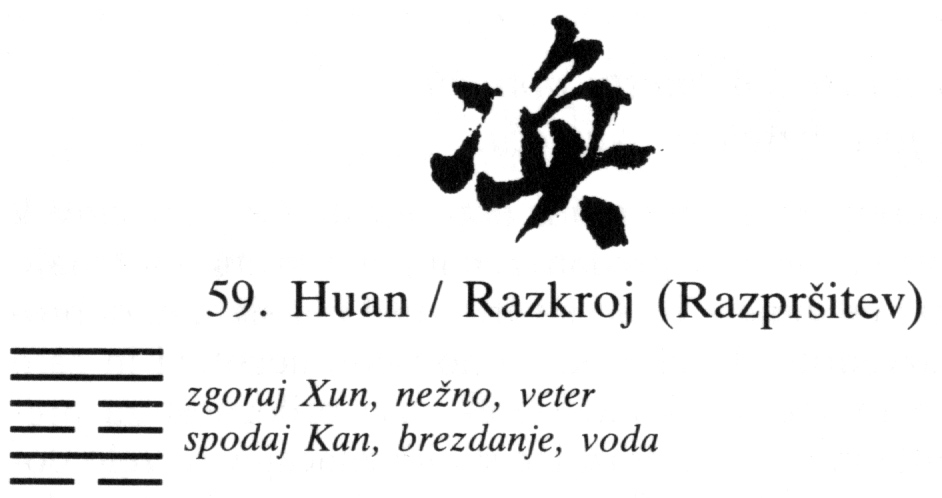 渙
59. Huan / Razkroj (Razpršitev)
zgoraj Xun, nežno, veter
spodaj Kan, brezdanje, voda